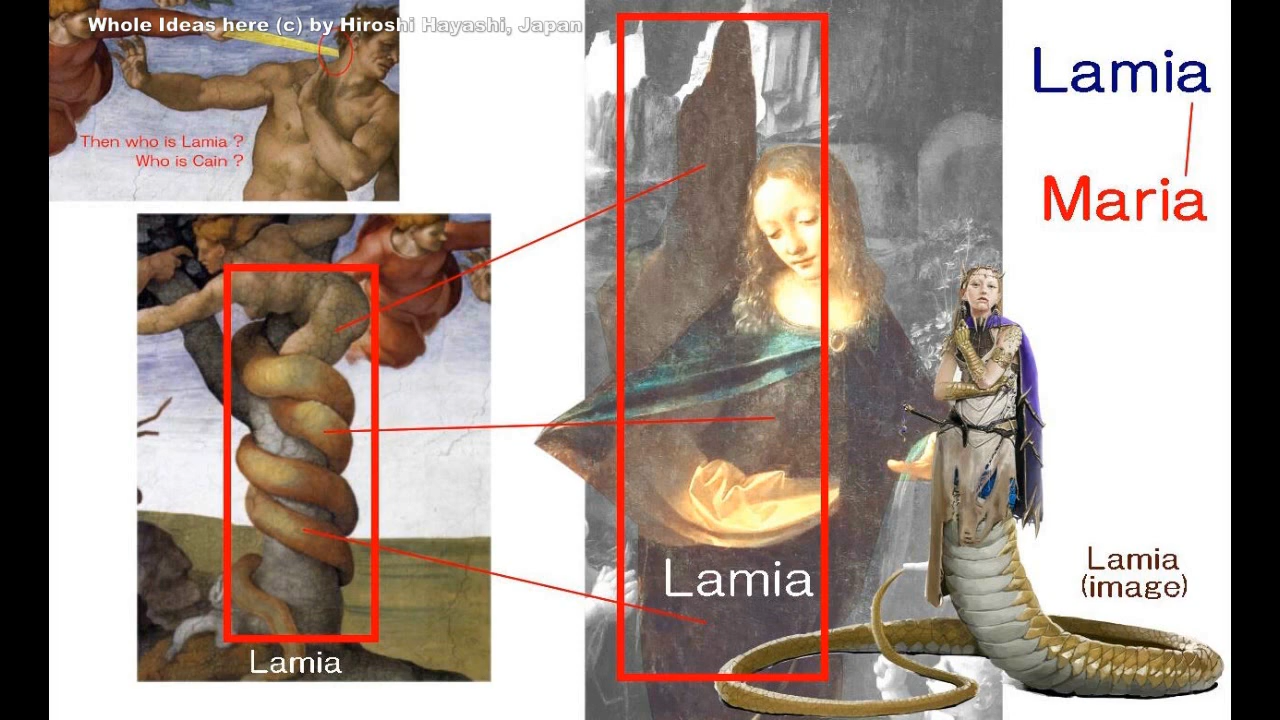 Whole Ideas here (c) by Hiroshi Hayashi, Japan
Then who is Lamia ?
Who is Cain ?
Lamia
Maria
Lamia
(image)
Lamia
Lamia